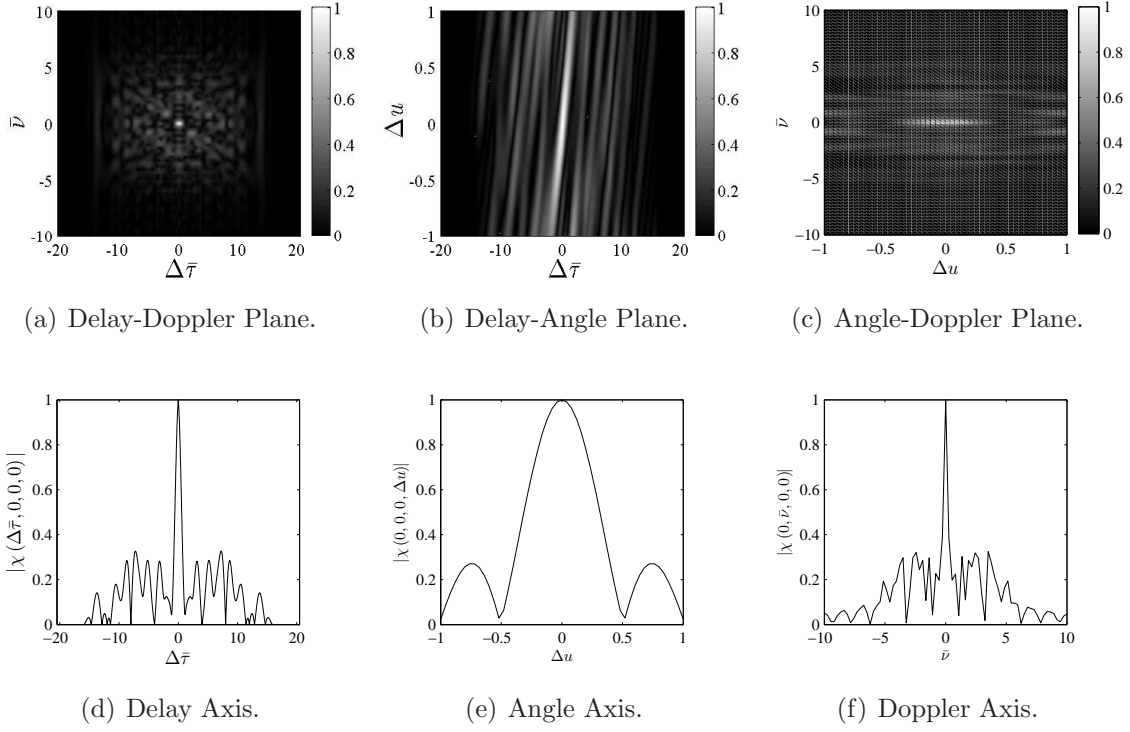 10
5
0
-5
10
-20 -10 0 10 20
ν̄
Δτ̄
1
0.8
0.6
0.4
0.2
0
(a) Delay-Doppler Plane.
1
0.5
0
-0.5
1
-20 -10 0 10 20
Δu
Δτ̄
1
0.8
0.6
0.4
0.2
0
(b) Delay-Angle Plane.
10
5
0
−5
−10
−1 −0.5 0 0.5 1
ν̄
Δu
1
0.8
0.6
0.4
0.2
0
(c) Angle-Doppler Plane.
1
0.8
0.6
0.4
0.2
0
−20 −10 0 10 20
|χ(Δτ̄, 0, 0, 0)|
Δτ̄
(d) Delay Axis.
1
0.8
0.6
0.4
0.2
0
−1 −0.5 0 0.5 1
|χ(0, 0, 0, Δu)|
Δu
(e) Angle Axis.
1
0.8
0.6
0.4
0.2
0
−10 −5 0 5 10
|χ(0, ν̄, 0, 0)|
ν̄
(f) Doppler Axis.